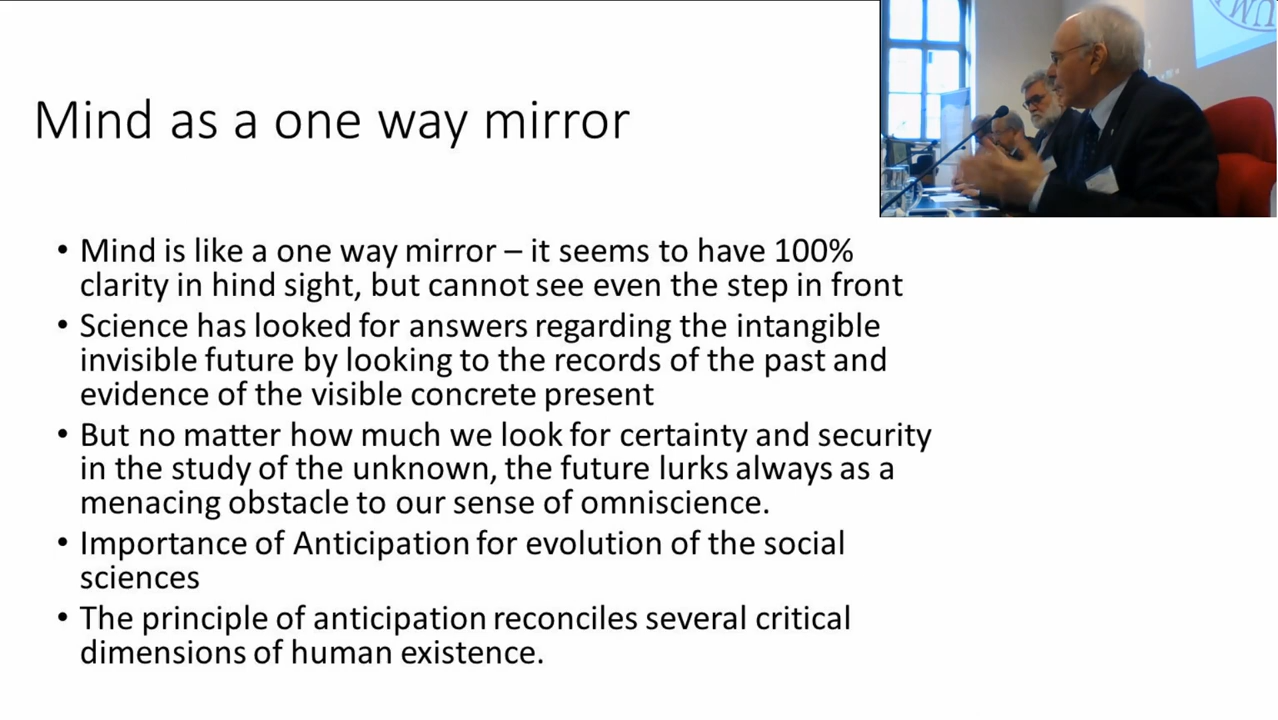 Mind as a one way mirror
• Mind is like a one way mirror – it seems to have 100%
clarity in hind sight, but cannot see even the step in front
• Science has looked for answers regarding the intangible
invisible future by looking to the records of the past and
evidence of the visible concrete present
• But no matter how much we look for certainty and security
in the study of the unknown, the future lurks always as a
menacing obstacle to our sense of omniscience.
• Importance of Anticipation for evolution of the social
sciences
• The principle of anticipation reconciles several critical
dimensions of human existence.